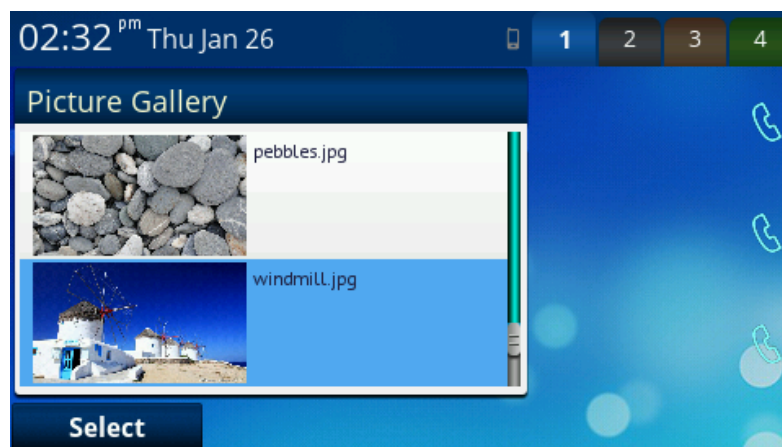 02:32 pm Thu Jan 26
1 2 3 4
Picture Gallery
pebbles.jpg
windmill.jpg
Select